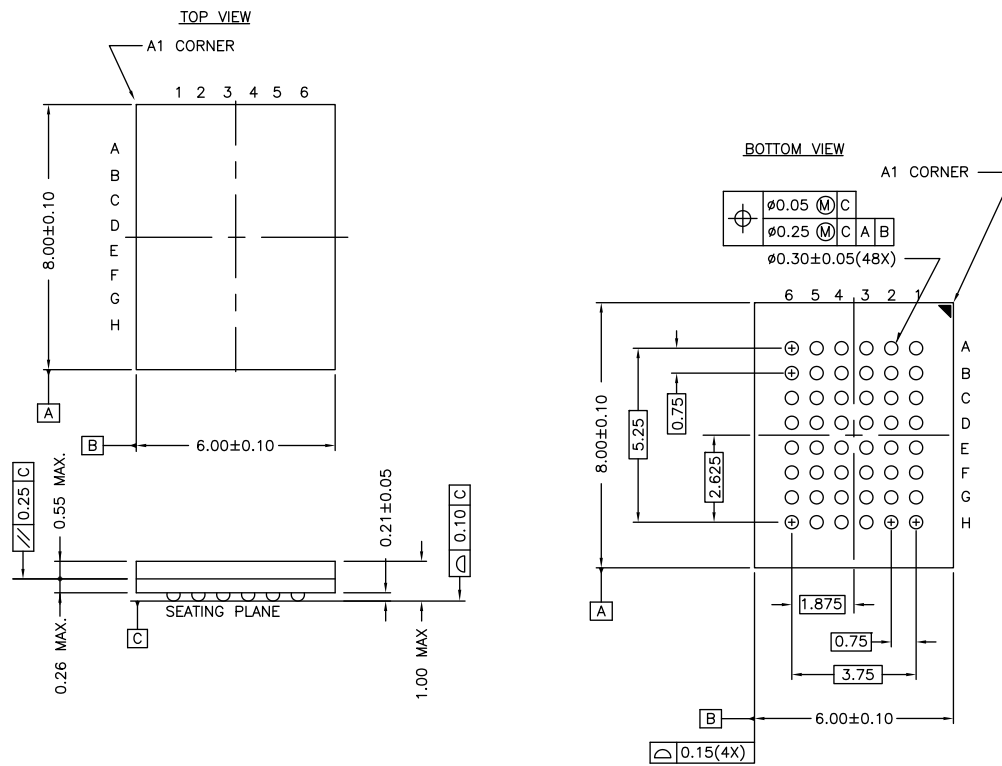 TOP VIEW
A1 CORNER
1 2 3 4 5 6
A
B
C
D
E
F
G
H
8.00±0.10
A
B
6.00±0.10
// 0.25 C
0.55 MAX.
0.21±0.05
⌓ 0.10 C
SEATING PLANE
C
0.26 MAX.
1.00 MAX
BOTTOM VIEW
A1 CORNER
⌖ ø0.05 Ⓜ C
ø0.25 Ⓜ C A B
ø0.30±0.05(48X)
6 5 4 3 2 1
A
B
C
D
E
F
G
H
8.00±0.10
5.25
0.75
2.625
A
1.875
0.75
3.75
B
6.00±0.10
⌓ 0.15(4X)